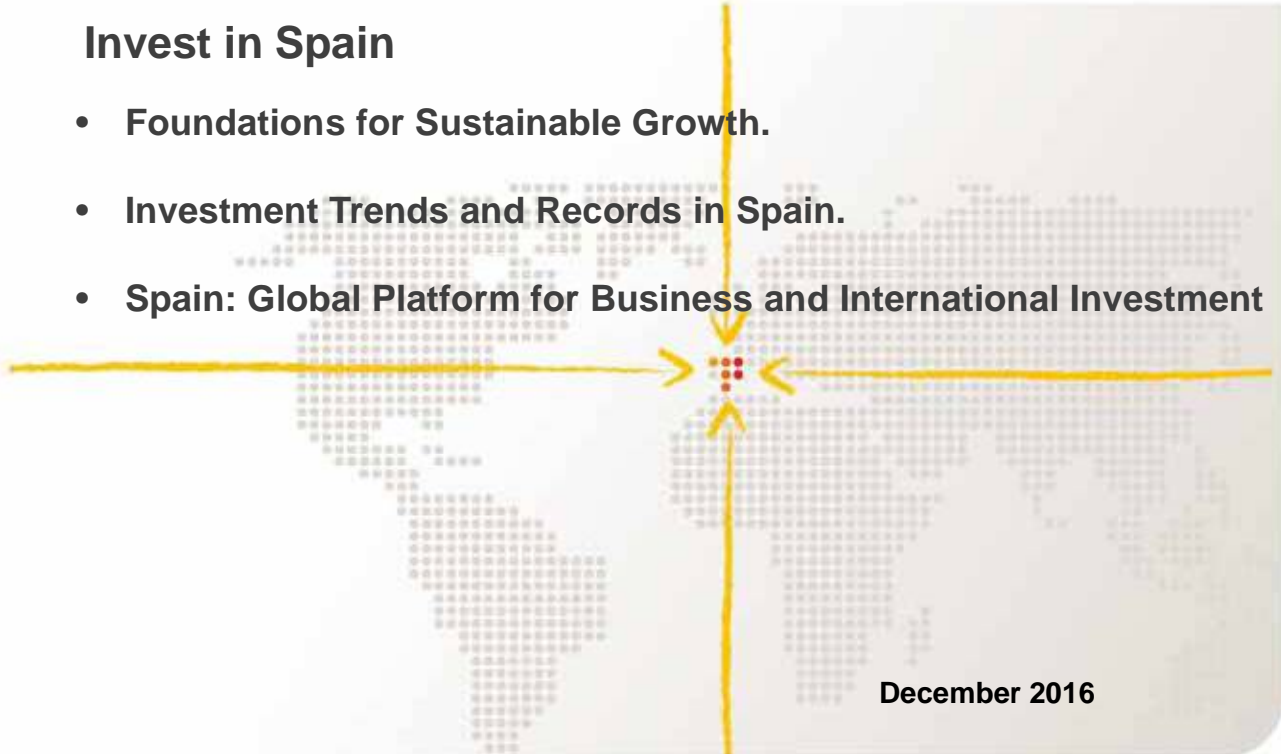 Invest in Spain
• Foundations for Sustainable Growth.
• Investment Trends and Records in Spain.
• Spain: Global Platform for Business and International Investment
December 2016